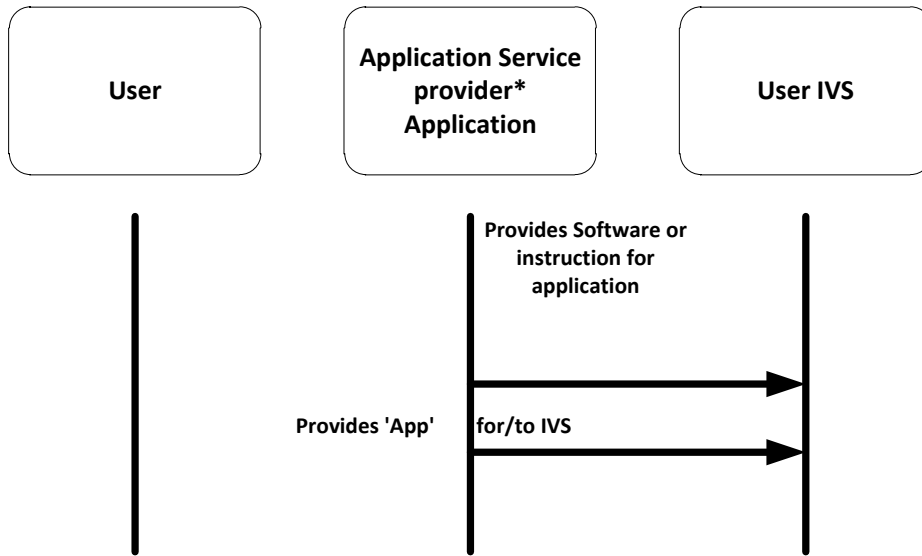 User
Application Service
provider*
Application
User IVS
Provides Software or
instruction for
application
Provides 'App' for/to IVS